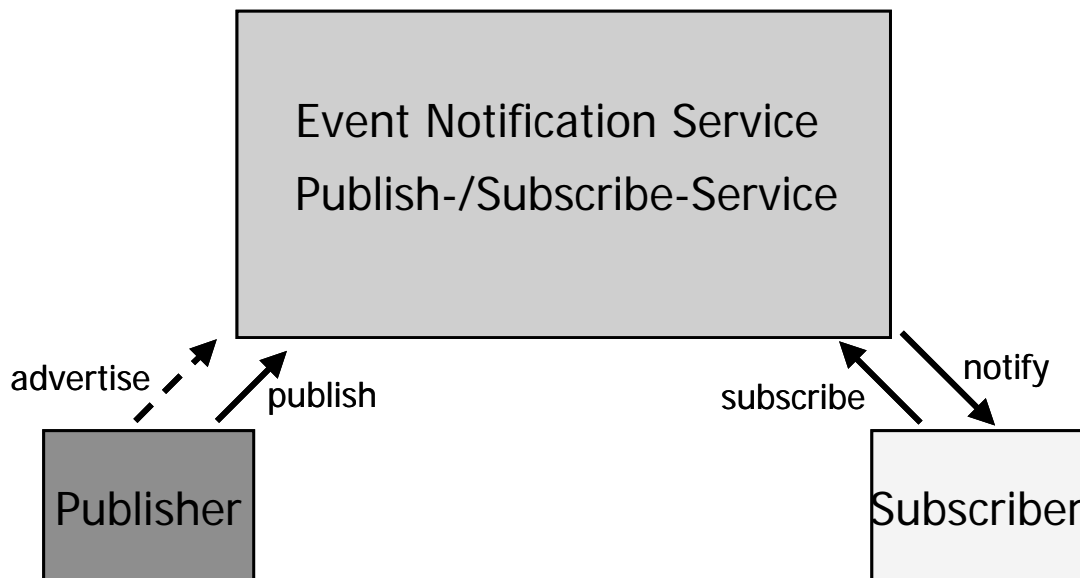 Event Notification Service
Publish-/Subscribe-Service
advertise
publish
subscribe
notify
Publisher
Subscriber